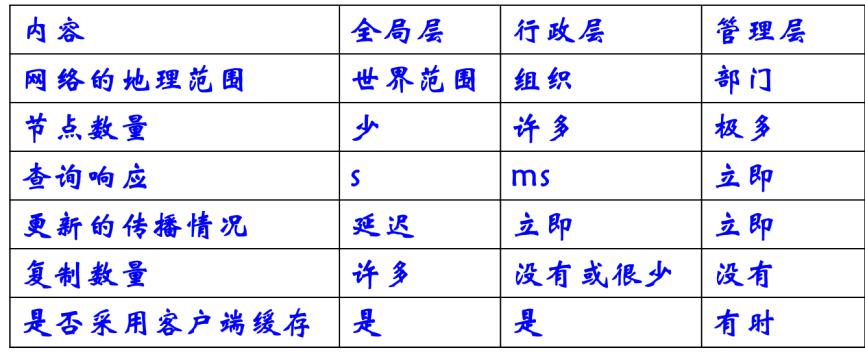 内容 全局层 行政层 管理层
网络的地理范围 世界范围 组织 部门
节点数量 少 许多 极多
查询响应 s ms 立即
更新的传播情况 延迟 立即 立即
复制数量 许多 没有或很少 没有
是否采用客户端缓存 是 是 有时